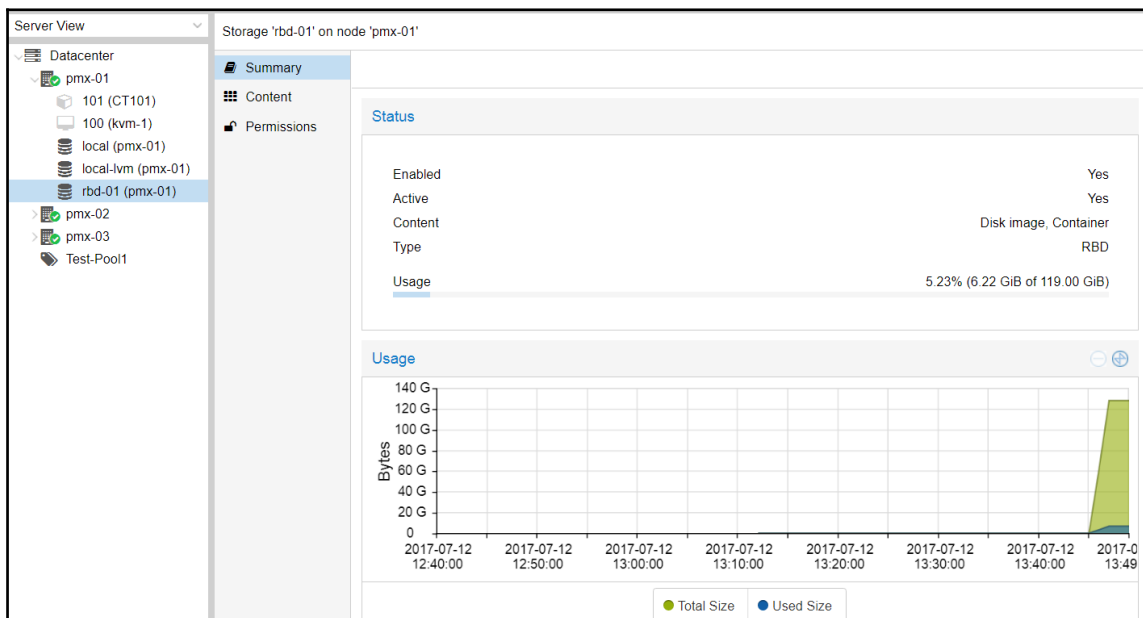 Server View
Datacenter
pmx-01
101 (CT101)
100 (kvm-1)
local (pmx-01)
local-lvm (pmx-01)
rbd-01 (pmx-01)
pmx-02
pmx-03
Test-Pool1
Storage 'rbd-01' on node 'pmx-01'
Summary
Content
Permissions
Status
Enabled Yes
Active Yes
Content Disk image, Container
Type RBD
Usage 5.23% (6.22 GiB of 119.00 GiB)
Usage
Bytes
140 G
120 G
100 G
80 G
60 G
40 G
20 G
0
2017-07-12 2017-07-12 2017-07-12 2017-07-12 2017-07-12 2017-07-12 2017-07-12 2017-0
12:40:00 12:50:00 13:00:00 13:10:00 13:20:00 13:30:00 13:40:00 13:49
Total Size Used Size